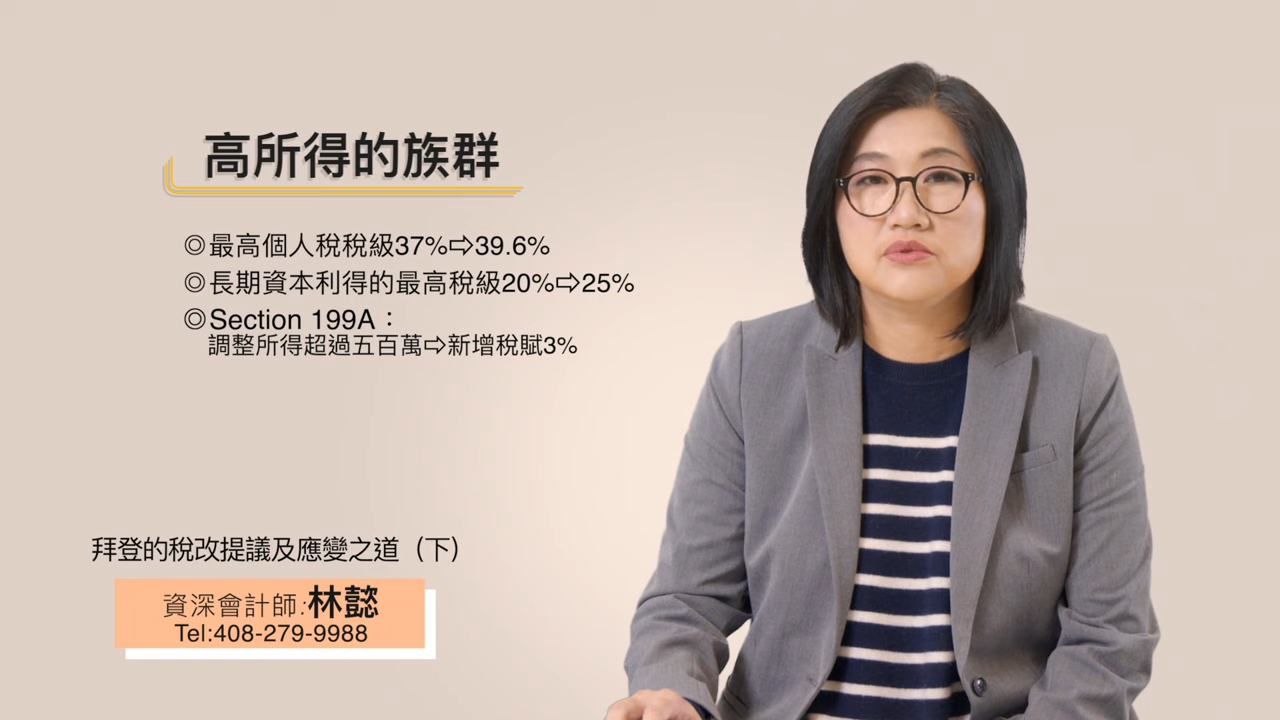 高所得的族群
◎最高個人稅稅級37%⇨39.6%
◎長期資本利得的最高稅級20%⇨25%
◎Section 199A：
調整所得超過五百萬⇨新增稅賦3%
拜登的稅改提議及應變之道（下）
資深會計師:林懿
Tel:408-279-9988